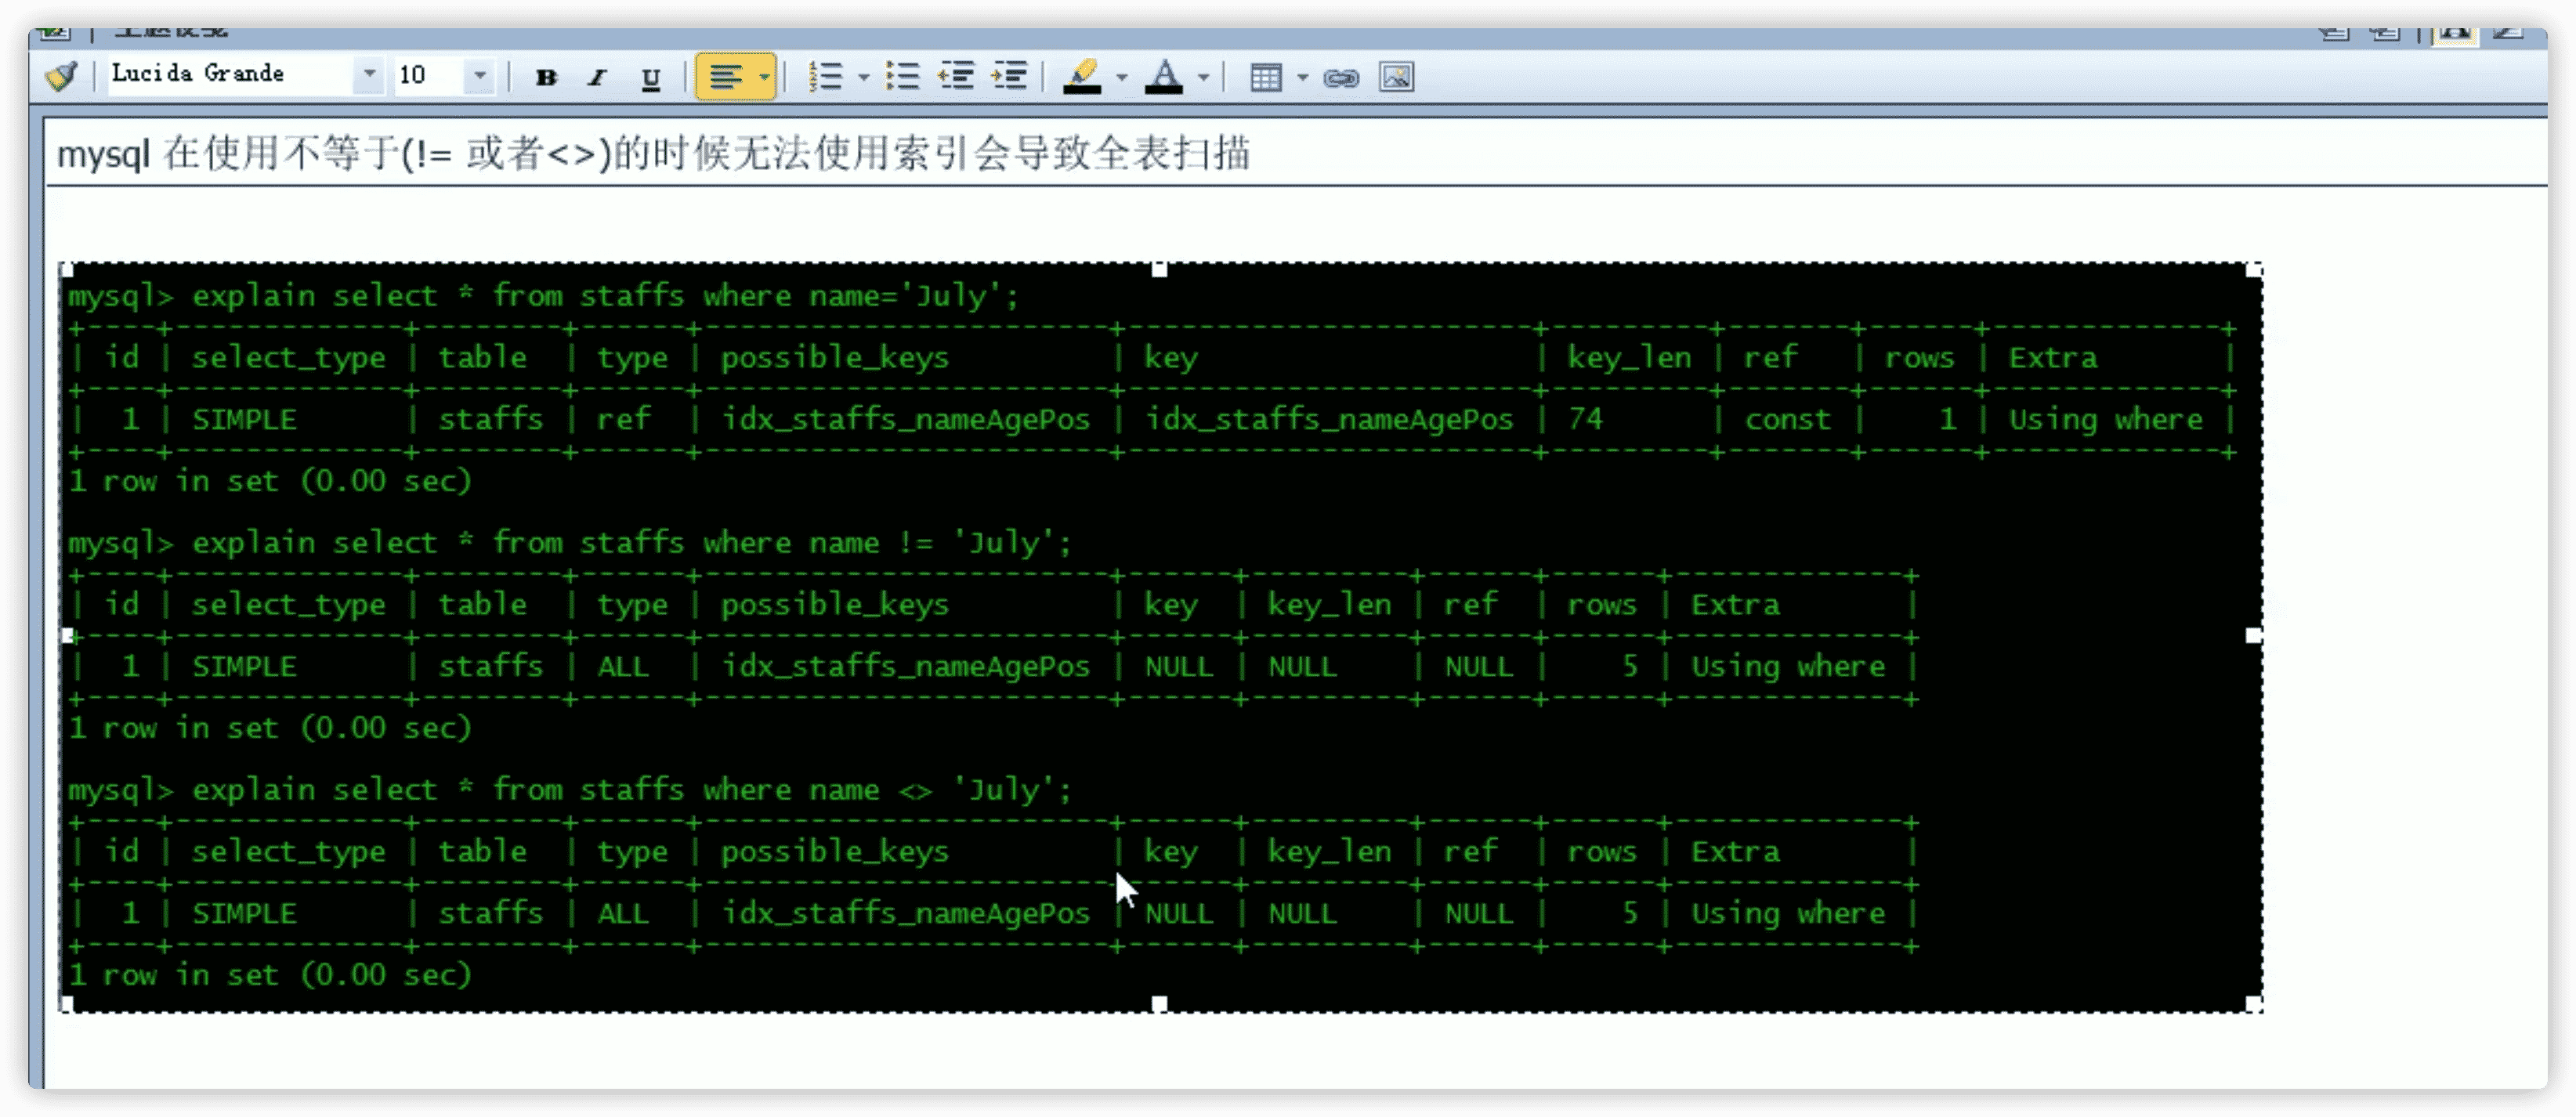 Lucida Grande 10 B I U A
mysql 在使用不等于(!= 或者<>)的时候无法使用索引会导致全表扫描
mysql> explain select * from staffs where name='July';
+----+-------------+--------+------+-----------------------+-----------------------+---------+-------+------+-------------+
| id | select_type | table  | type | possible_keys         | key                   | key_len | ref   | rows | Extra       |
+----+-------------+--------+------+-----------------------+-----------------------+---------+-------+------+-------------+
|  1 | SIMPLE      | staffs | ref  | idx_staffs_nameAgePos | idx_staffs_nameAgePos | 74      | const |    1 | Using where |
+----+-------------+--------+------+-----------------------+-----------------------+---------+-------+------+-------------+
1 row in set (0.00 sec)
mysql> explain select * from staffs where name != 'July';
+----+-------------+--------+------+-----------------------+------+---------+------+------+-------------+
| id | select_type | table  | type | possible_keys         | key  | key_len | ref  | rows | Extra       |
+----+-------------+--------+------+-----------------------+------+---------+------+------+-------------+
|  1 | SIMPLE      | staffs | ALL  | idx_staffs_nameAgePos | NULL | NULL    | NULL |    5 | Using where |
+----+-------------+--------+------+-----------------------+------+---------+------+------+-------------+
1 row in set (0.00 sec)
mysql> explain select * from staffs where name <> 'July';
+----+-------------+--------+------+-----------------------+------+---------+------+------+-------------+
| id | select_type | table  | type | possible_keys         | key  | key_len | ref  | rows | Extra       |
+----+-------------+--------+------+-----------------------+------+---------+------+------+-------------+
|  1 | SIMPLE      | staffs | ALL  | idx_staffs_nameAgePos | NULL | NULL    | NULL |    5 | Using where |
+----+-------------+--------+------+-----------------------+------+---------+------+------+-------------+
1 row in set (0.00 sec)